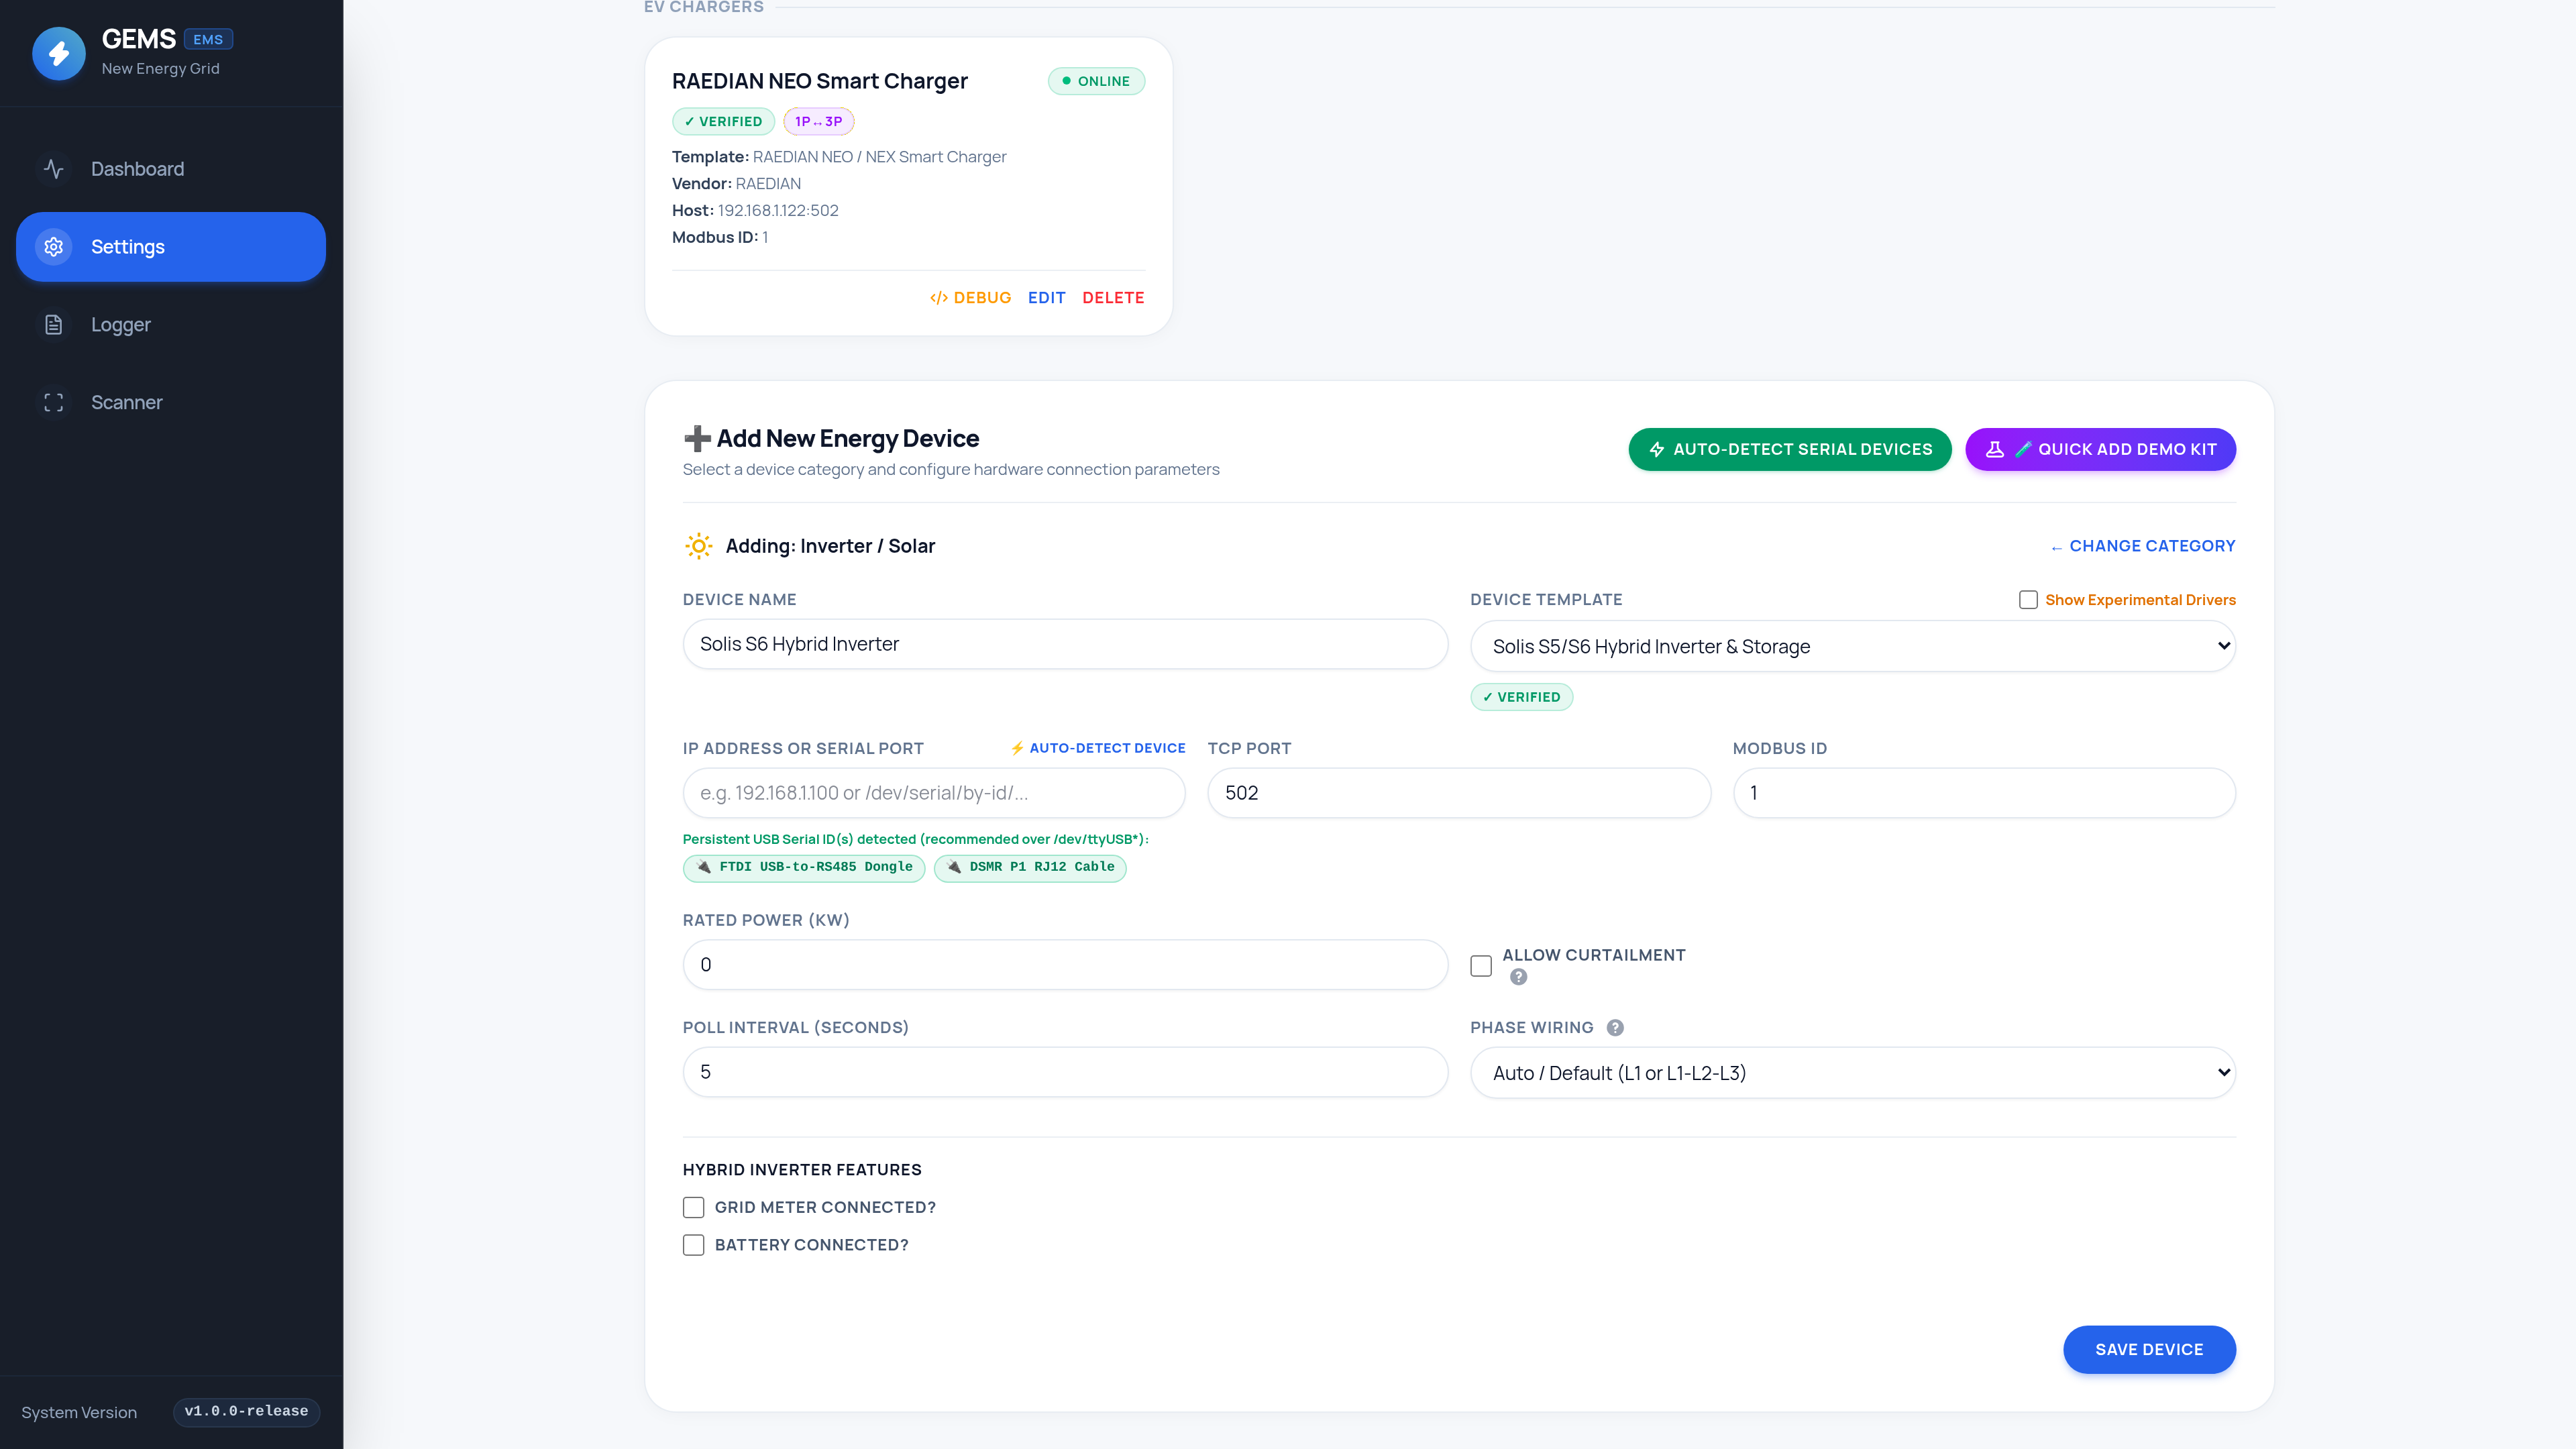 GEMS EMS
New Energy Grid
Dashboard
Settings
Logger
Scanner
System Version v1.0.0-release
EV CHARGERS
RAEDIAN NEO Smart Charger ONLINE
✓ VERIFIED 1P↔3P
Template: RAEDIAN NEO / NEX Smart Charger
Vendor: RAEDIAN
Host: 192.168.1.122:502
Modbus ID: 1
</> DEBUG EDIT DELETE
➕ Add New Energy Device
Select a device category and configure hardware connection parameters
AUTO-DETECT SERIAL DEVICES
🧪 QUICK ADD DEMO KIT
Adding: Inverter / Solar
← CHANGE CATEGORY
DEVICE NAME
Solis S6 Hybrid Inverter
DEVICE TEMPLATE
Show Experimental Drivers
Solis S5/S6 Hybrid Inverter & Storage
✓ VERIFIED
IP ADDRESS OR SERIAL PORT
⚡ AUTO-DETECT DEVICE
e.g. 192.168.1.100 or /dev/serial/by-id/...
TCP PORT
502
MODBUS ID
1
Persistent USB Serial ID(s) detected (recommended over /dev/ttyUSB*):
🔌 FTDI USB-to-RS485 Dongle
🔌 DSMR P1 RJ12 Cable
RATED POWER (KW)
0
ALLOW CURTAILMENT
?
POLL INTERVAL (SECONDS)
5
PHASE WIRING ?
Auto / Default (L1 or L1-L2-L3)
HYBRID INVERTER FEATURES
GRID METER CONNECTED?
BATTERY CONNECTED?
SAVE DEVICE